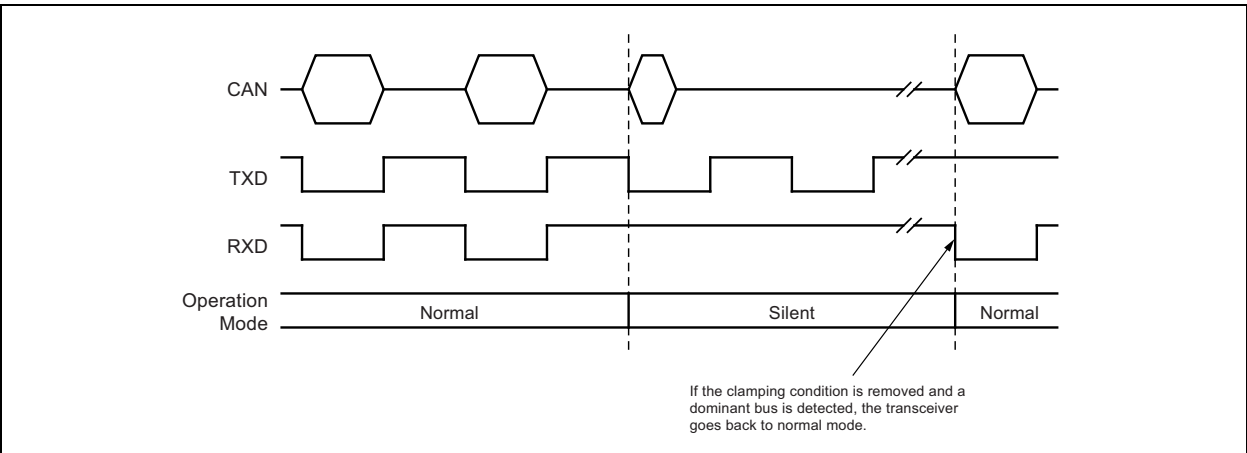 CAN
TXD
RXD
Operation
Mode
Normal
Silent
Normal
If the clamping condition is removed and a
dominant bus is detected, the transceiver
goes back to normal mode.